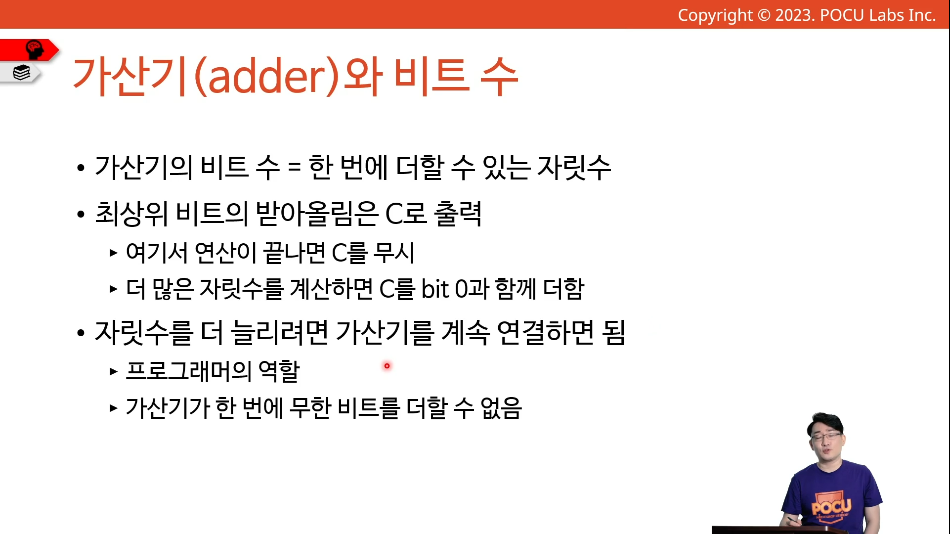 Copyright © 2023. POCU Labs Inc.
가산기(adder)와 비트 수
• 가산기의 비트 수 = 한 번에 더할 수 있는 자릿수
• 최상위 비트의 받아올림은 C로 출력
▸ 여기서 연산이 끝나면 C를 무시
▸ 더 많은 자릿수를 계산하면 C를 bit 0과 함께 더함
• 자릿수를 더 늘리려면 가산기를 계속 연결하면 됨
▸ 프로그래머의 역할
▸ 가산기가 한 번에 무한 비트를 더할 수 없음
POCU